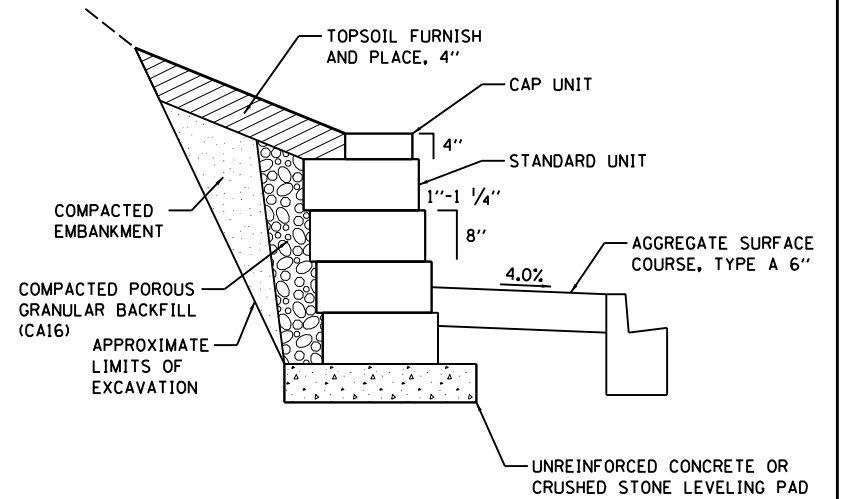 TOPSOIL FURNISH
AND PLACE, 4"
CAP UNIT
4"
STANDARD UNIT
1"-1 1/4"
8"
COMPACTED
EMBANKMENT
AGGREGATE SURFACE
COURSE, TYPE A 6"
4.0%
COMPACTED POROUS
GRANULAR BACKFILL
(CA16)
APPROXIMATE
LIMITS OF
EXCAVATION
UNREINFORCED CONCRETE OR
CRUSHED STONE LEVELING PAD